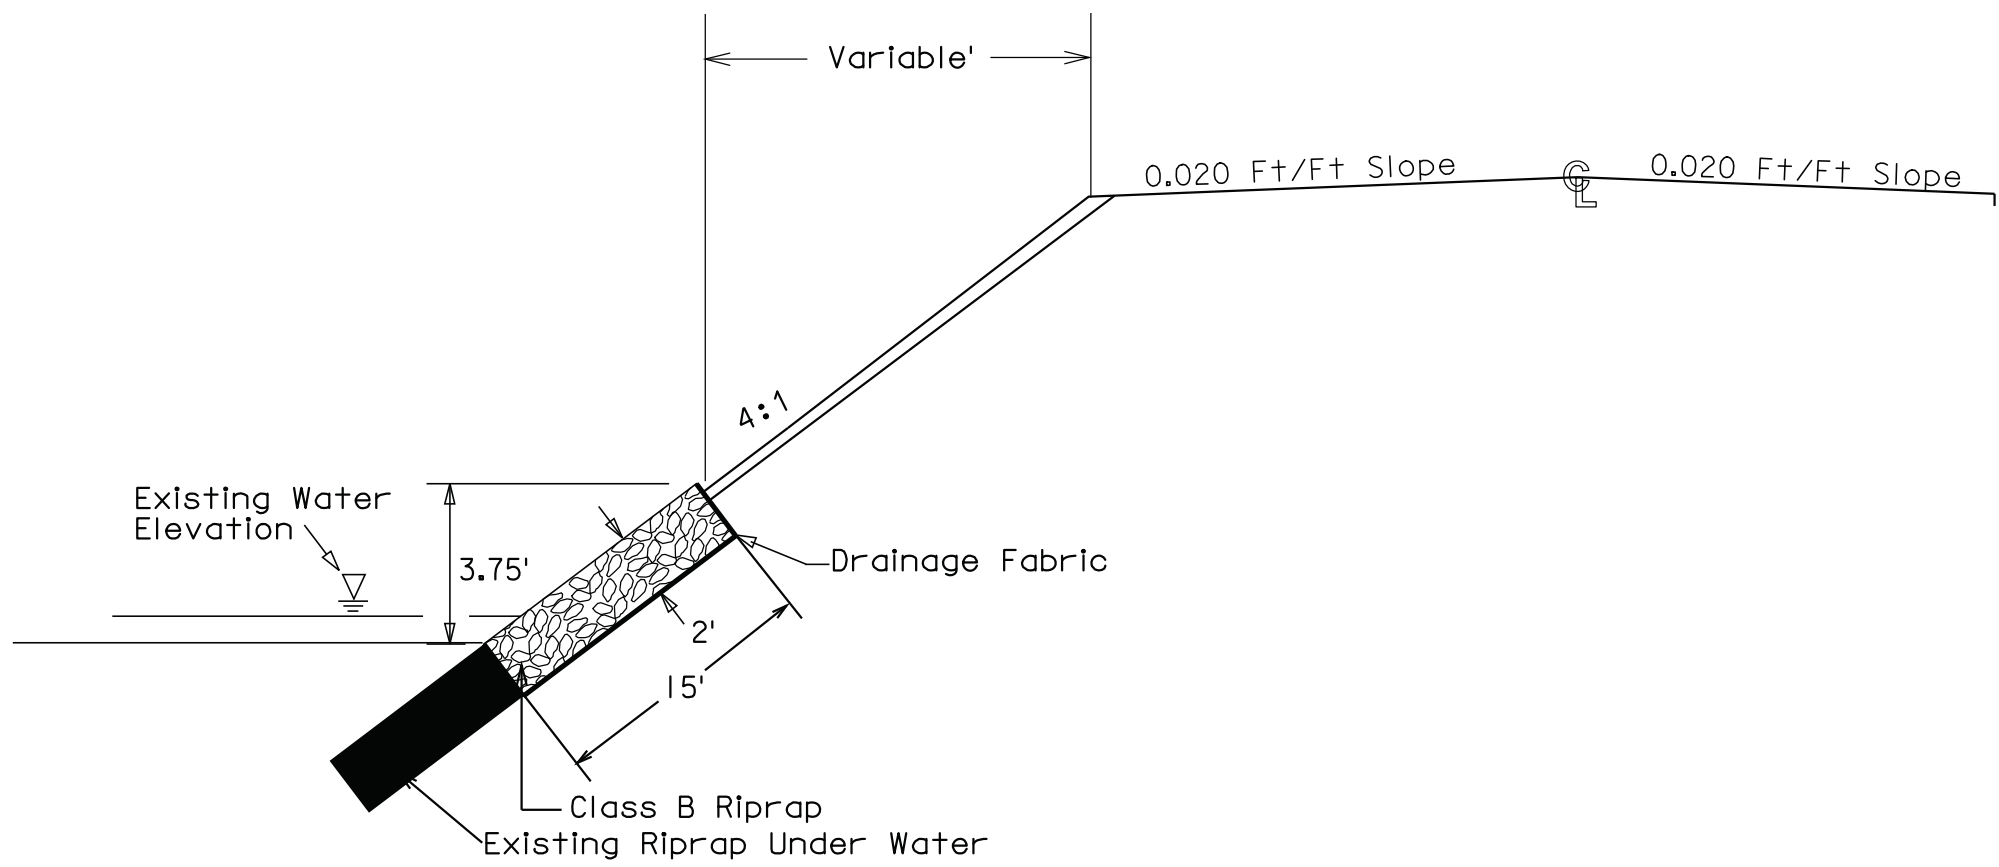 Variable'
0.020 Ft/Ft Slope
CL
0.020 Ft/Ft Slope
4:1
Existing Water
Elevation
3.75'
Drainage Fabric
2'
15'
Class B Riprap
Existing Riprap Under Water